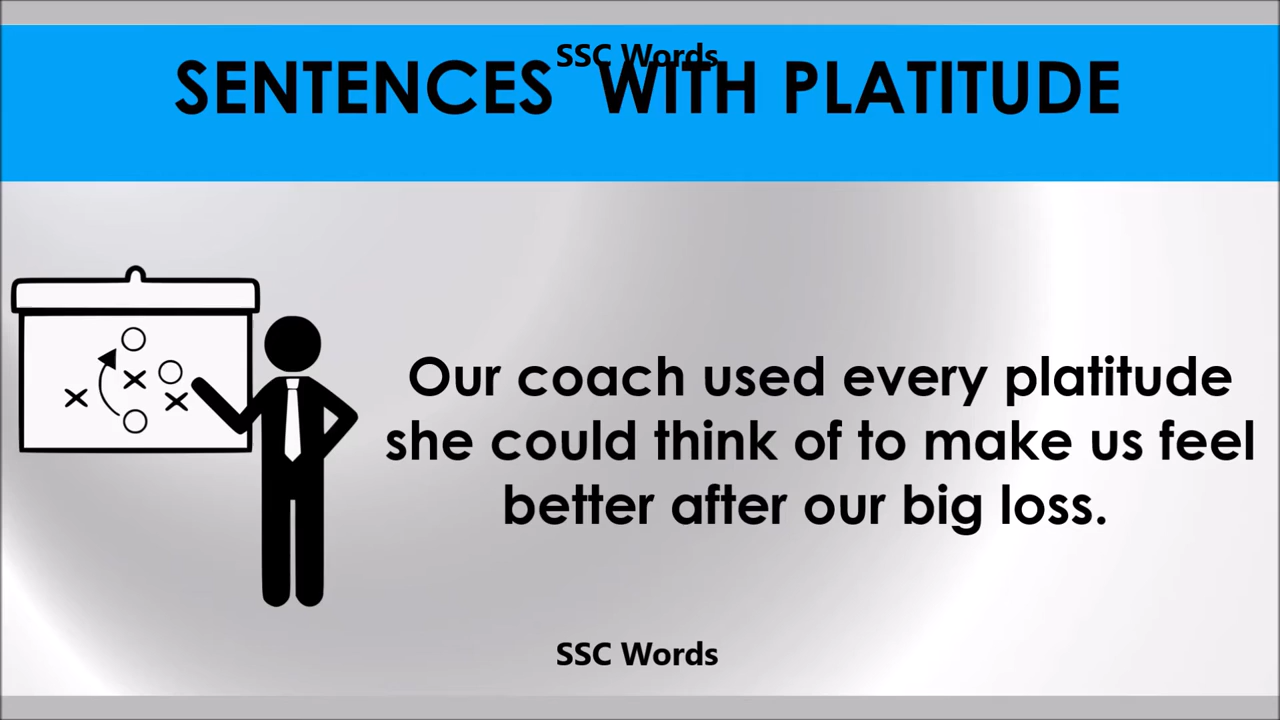 SSC Words
SENTENCES WITH PLATITUDE
Our coach used every platitude
she could think of to make us feel
better after our big loss.
SSC Words